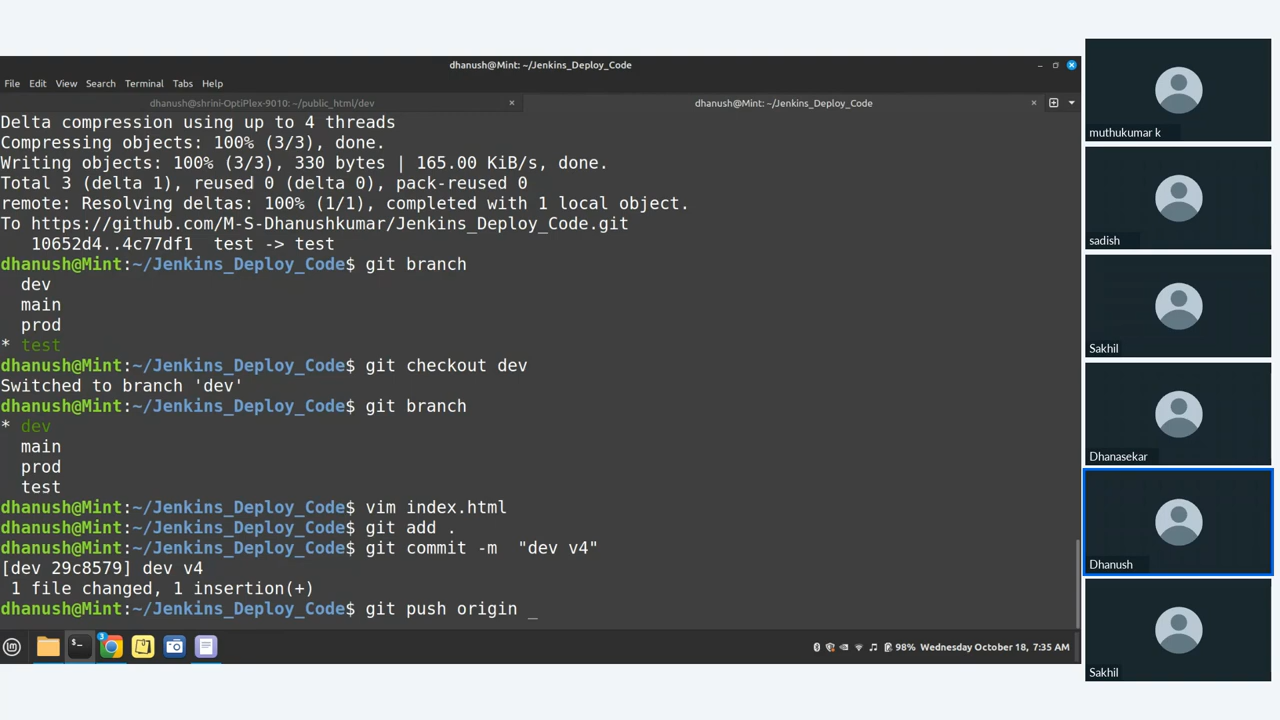 dhanush@Mint: ~/Jenkins_Deploy_Code
File Edit View Search Terminal Tabs Help
dhanush@shrini-OptiPlex-9010: ~/public_html/dev
dhanush@Mint: ~/Jenkins_Deploy_Code
Delta compression using up to 4 threads
Compressing objects: 100% (3/3), done.
Writing objects: 100% (3/3), 330 bytes | 165.00 KiB/s, done.
Total 3 (delta 1), reused 0 (delta 0), pack-reused 0
remote: Resolving deltas: 100% (1/1), completed with 1 local object.
To https://github.com/M-S-Dhanushkumar/Jenkins_Deploy_Code.git
10652d4..4c77df1 test -> test
dhanush@Mint:~/Jenkins_Deploy_Code$ git branch
dev
main
prod
* test
dhanush@Mint:~/Jenkins_Deploy_Code$ git checkout dev
Switched to branch 'dev'
dhanush@Mint:~/Jenkins_Deploy_Code$ git branch
* dev
main
prod
test
dhanush@Mint:~/Jenkins_Deploy_Code$ vim index.html
dhanush@Mint:~/Jenkins_Deploy_Code$ git add .
dhanush@Mint:~/Jenkins_Deploy_Code$ git commit -m  "dev v4"
[dev 29c8579] dev v4
1 file changed, 1 insertion(+)
dhanush@Mint:~/Jenkins_Deploy_Code$ git push origin _
3
98% Wednesday October 18, 7:35 AM
muthukumar k
sadish
Sakhil
Dhanasekar
Dhanush
Sakhil